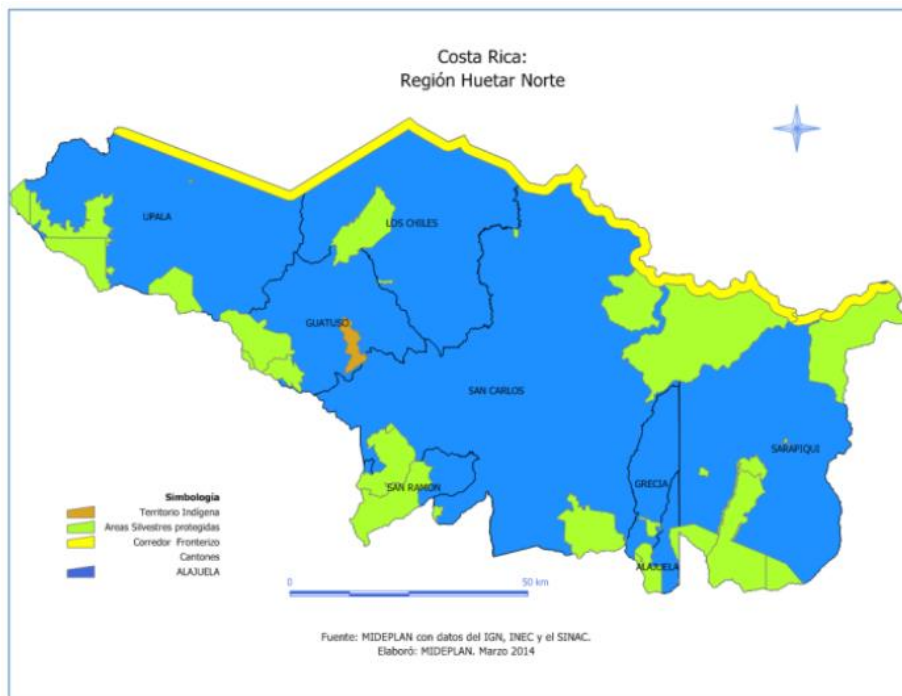 Costa Rica:
Región Huetar Norte
UPALA
LOS CHILES
GUATUSO
SAN CARLOS
SARAPIQUI
GRECIA
SAN RAMON
ALAJUELA
Simbología
Territorio Indígena
Areas Silvestres protegidas
Corredor Fronterizo
Cantones
ALAJUELA
0 50 km
Fuente: MIDEPLAN con datos del IGN, INEC y el SINAC.
Elaboró: MIDEPLAN. Marzo 2014